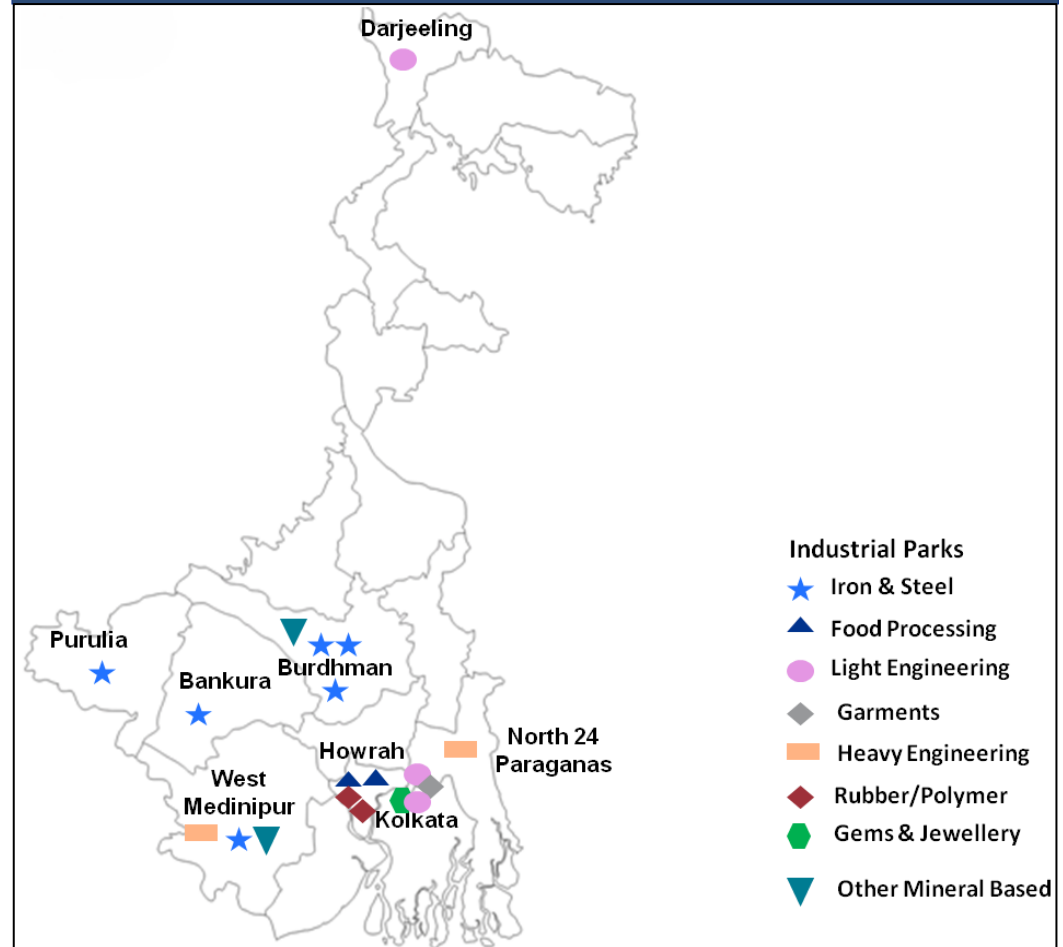 Darjeeling
Purulia
Burdhman
Bankura
Howrah
North 24
Paraganas
West
Medinipur
Kolkata
Industrial Parks
Iron & Steel
Food Processing
Light Engineering
Garments
Heavy Engineering
Rubber/Polymer
Gems & Jewellery
Other Mineral Based